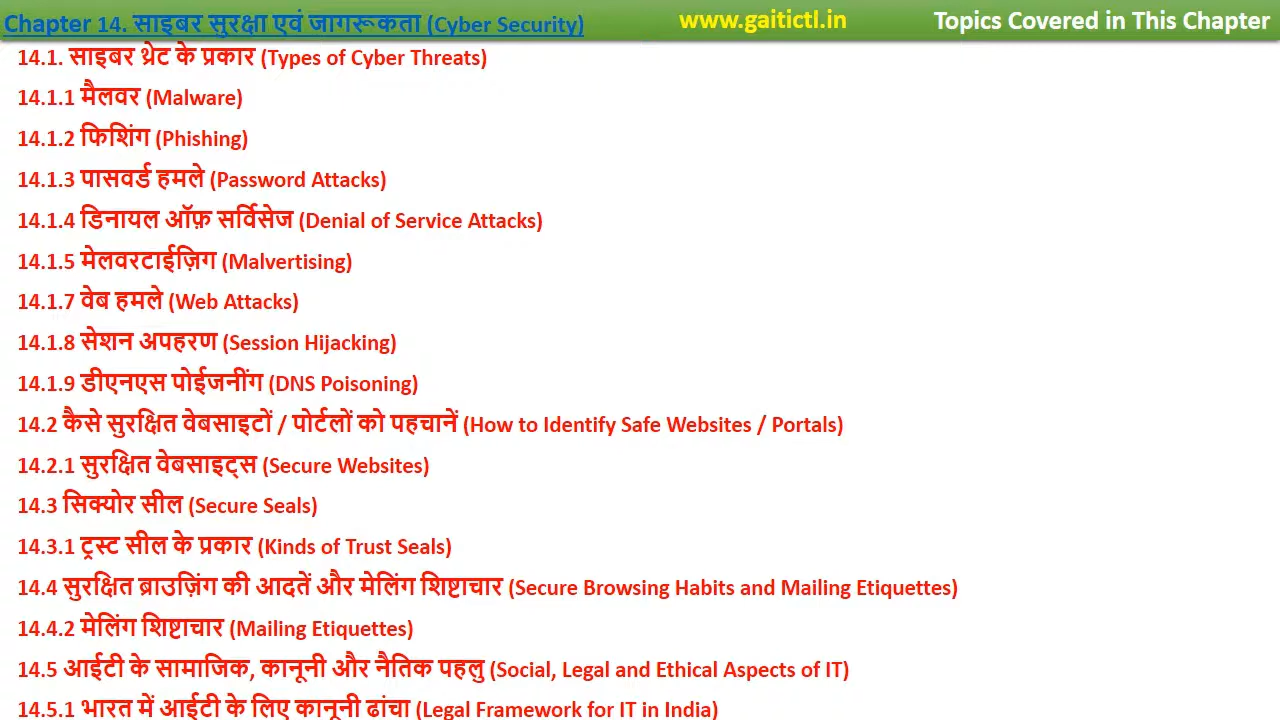 Chapter 14. साइबर सुरक्षा एवं जागरूकता (Cyber Security) www.gaitictl.in Topics Covered in This Chapter
14.1. साइबर थ्रेट के प्रकार (Types of Cyber Threats)
14.1.1 मैलवर (Malware)
14.1.2 फिशिंग (Phishing)
14.1.3 पासवर्ड हमले (Password Attacks)
14.1.4 डिनायल ऑफ़ सर्विसेज (Denial of Service Attacks)
14.1.5 मेलवरटाईज़िग (Malvertising)
14.1.7 वेब हमले (Web Attacks)
14.1.8 सेशन अपहरण (Session Hijacking)
14.1.9 डीएनएस पोईजनींग (DNS Poisoning)
14.2 कैसे सुरक्षित वेबसाइटों / पोर्टलों को पहचानें (How to Identify Safe Websites / Portals)
14.2.1 सुरक्षित वेबसाइट्स (Secure Websites)
14.3 सिक्योर सील (Secure Seals)
14.3.1 ट्रस्ट सील के प्रकार (Kinds of Trust Seals)
14.4 सुरक्षित ब्राउज़िंग की आदतें और मेलिंग शिष्टाचार (Secure Browsing Habits and Mailing Etiquettes)
14.4.2 मेलिंग शिष्टाचार (Mailing Etiquettes)
14.5 आईटी के सामाजिक, कानूनी और नैतिक पहलु (Social, Legal and Ethical Aspects of IT)
14.5.1 भारत में आईटी के लिए कानूनी ढांचा (Legal Framework for IT in India)